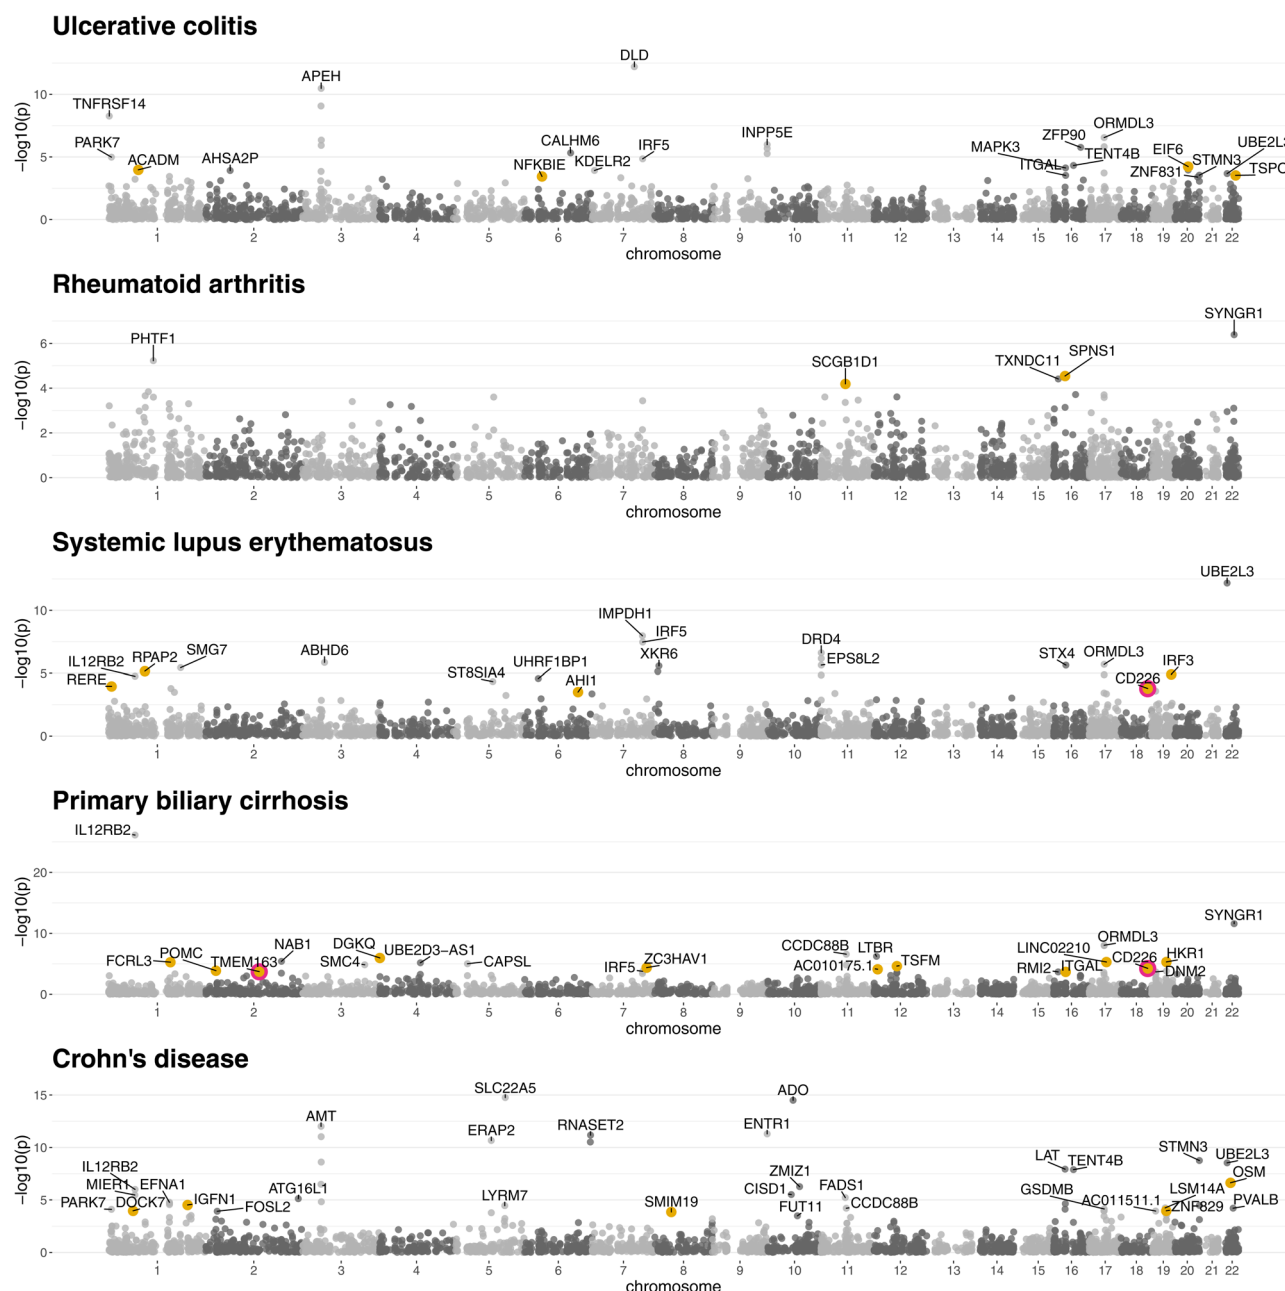 Ulcerative colitis
DLD
APEH
TNFRSF14
PARK7
ACADM
AHSA2P
NFKBIE
CALHM6
KDELR2
IRF5
INPP5E
MAPK3
ITGAL
ZFP90
TENT4B
ORMDL3
EIF6
ZNF831
STMN3
UBE2L3
TSPO
−log10(p)
10
5
0
1 2 3 4 5 6 7 8 9 10 11 12 13 14 15 16 17 18 19 20 21 22
chromosome
Rheumatoid arthritis
PHTF1
SCGB1D1
TXNDC11
SPNS1
SYNGR1
−log10(p)
6
4
2
0
1 2 3 4 5 6 7 8 9 10 11 12 13 14 15 16 17 18 19 20 21 22
chromosome
Systemic lupus erythematosus
UBE2L3
IL12RB2
RERE
RPAP2
SMG7
ABHD6
ST8SIA4
UHRF1BP1
AHI1
IMPDH1
IRF5
XKR6
DRD4
EPS8L2
STX4
ORMDL3
CD226
IRF3
−log10(p)
10
5
0
1 2 3 4 5 6 7 8 9 10 11 12 13 14 15 16 17 18 19 20 21 22
chromosome
Primary biliary cirrhosis
IL12RB2
FCRL3
POMC
TMEM163
NAB1
DGKQ
SMC4
UBE2D3−AS1
CAPSL
IRF5
ZC3HAV1
CCDC88B
AC010175.1
LTBR
TSFM
LINC02210
RMI2
ITGAL
ORMDL3
CD226
HKR1
DNM2
SYNGR1
−log10(p)
20
10
0
1 2 3 4 5 6 7 8 9 10 11 12 13 14 15 16 17 18 19 20 21 22
chromosome
Crohn's disease
IL12RB2
MIER1
EFNA1
PARK7
DOCK7
IGFN1
FOSL2
ATG16L1
AMT
SLC22A5
ERAP2
LYRM7
RNASET2
SMIM19
ENTR1
ADO
ZMIZ1
CISD1
FUT11
FADS1
CCDC88B
LAT
TENT4B
GSDMB
AC011511.1
LSM14A
ZNF829
STMN3
UBE2L3
OSM
PVALB
−log10(p)
15
10
5
0
1 2 3 4 5 6 7 8 9 10 11 12 13 14 15 16 17 18 19 20 21 22
chromosome